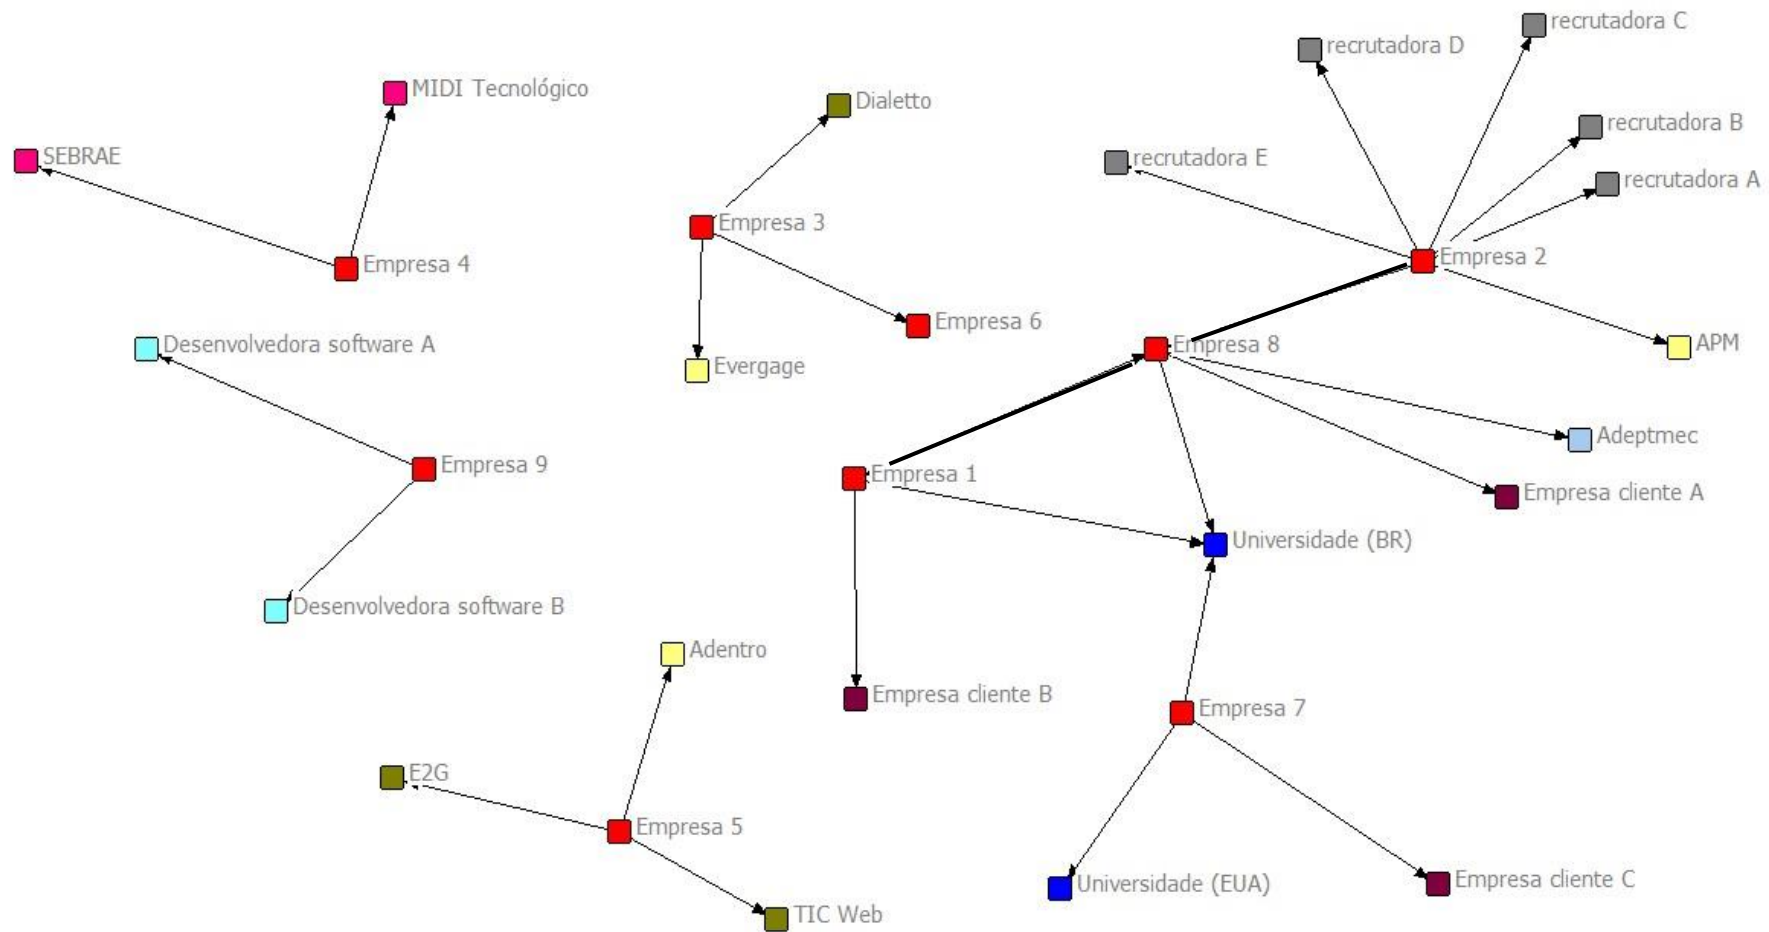 recrutadora C
recrutadora D
MIDI Tecnológico
Dialetto
recrutadora B
SEBRAE
recrutadora E
recrutadora A
Empresa 3
Empresa 4
Empresa 2
Empresa 6
Desenvolvedora software A
Empresa 8
APM
Evergage
Adeptmec
Empresa 9
Empresa 1
Empresa cliente A
Universidade (BR)
Desenvolvedora software B
Adentro
Empresa cliente B
Empresa 7
E2G
Empresa 5
Universidade (EUA)
Empresa cliente C
TIC Web